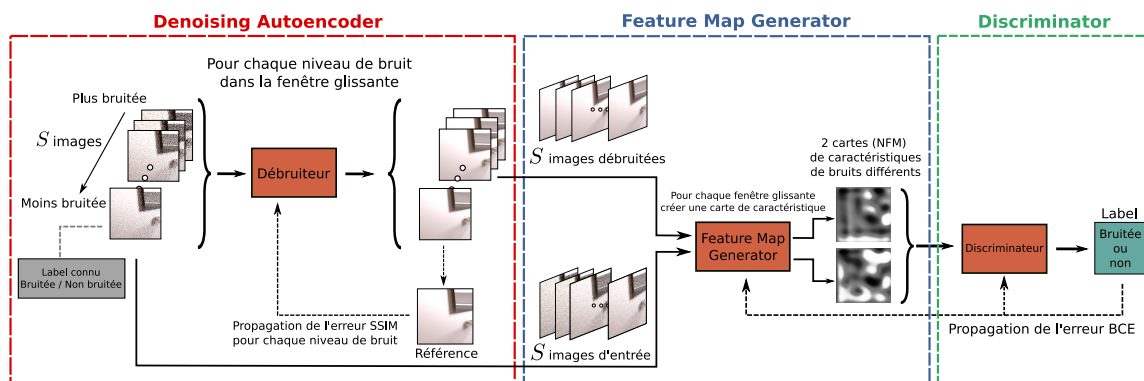 Denoising Autoencoder
Pour chaque niveau de bruit
dans la fenêtre glissante
Plus bruitée
S images
Moins bruitée
Débruiteur
Label connu
Bruitée / Non bruitée
Propagation de l'erreur SSIM
pour chaque niveau de bruit
Référence
Feature Map Generator
S images débruitées
2 cartes (NFM)
de caractéristiques
de bruits différents
Pour chaque fenêtre glissante
créer une carte de caractéristique
Feature Map
Generator
S images d'entrée
Discriminator
Discriminateur
Label
Bruitée
ou
non
Propagation de l'erreur BCE